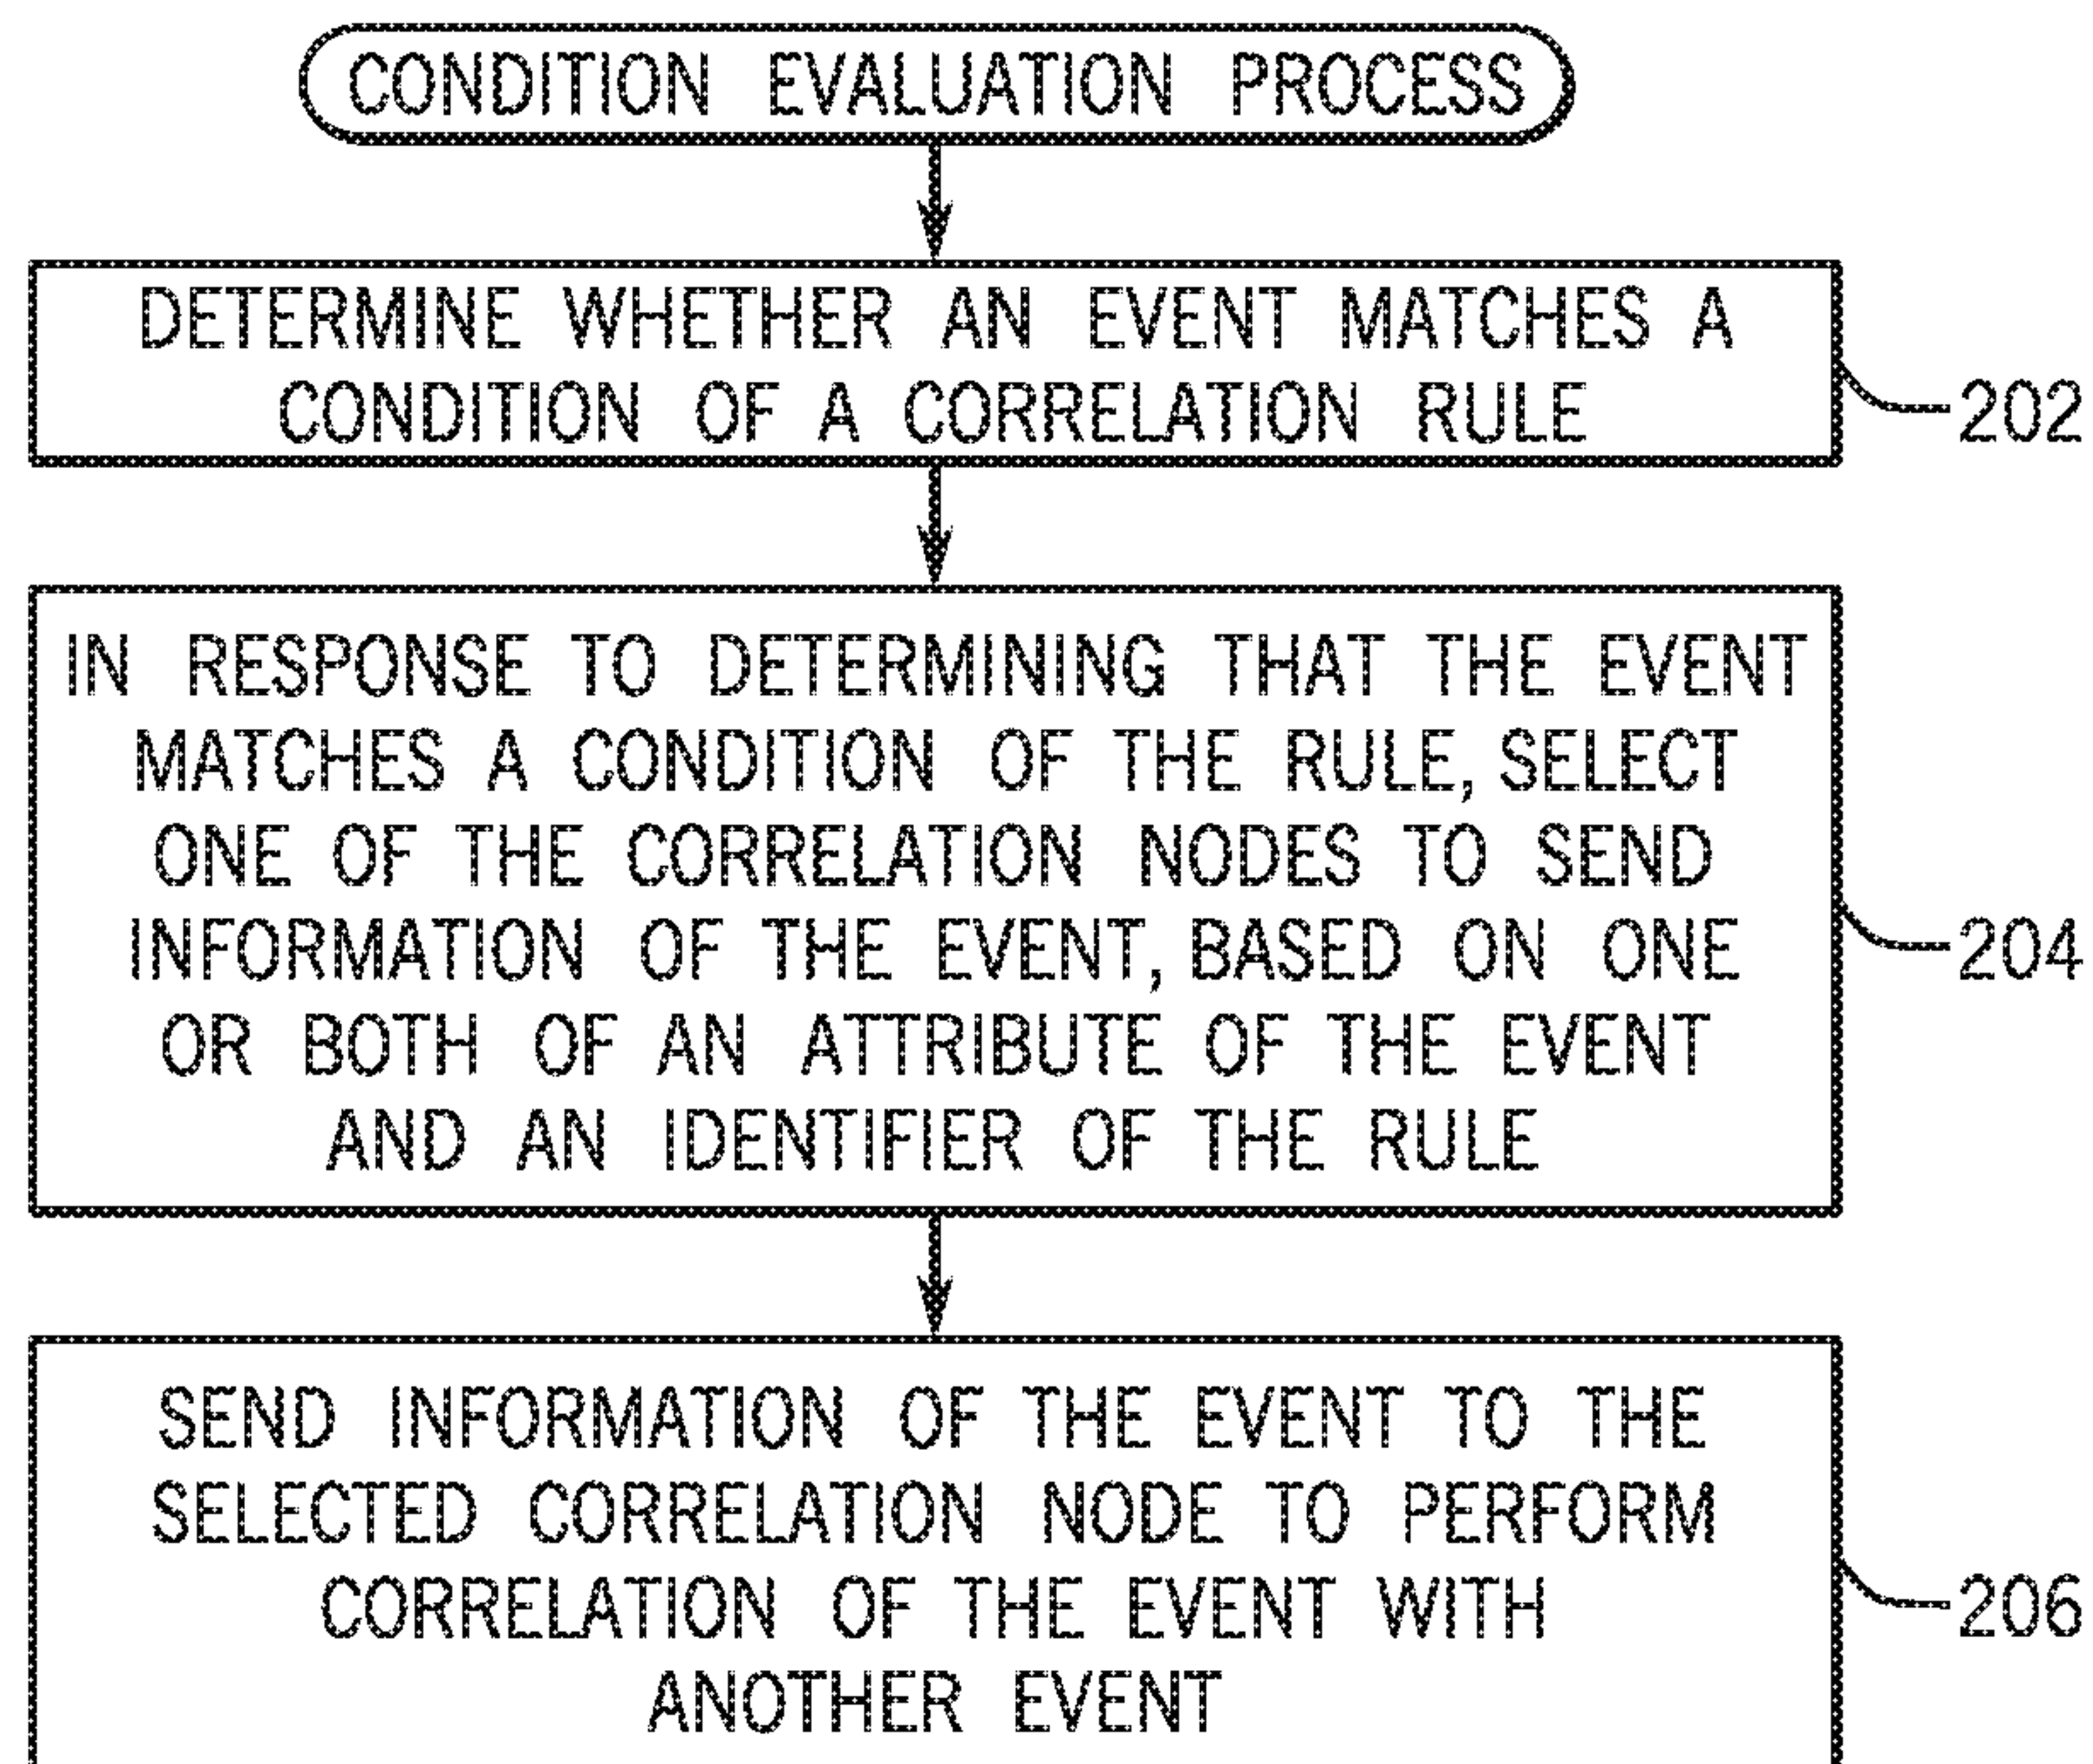 CONDITION EVALUATION PROCESS
DETERMINE WHETHER AN EVENT MATCHES A
CONDITION OF A CORRELATION RULE
202
IN RESPONSE TO DETERMINING THAT THE EVENT
MATCHES A CONDITION OF THE RULE, SELECT
ONE OF THE CORRELATION NODES TO SEND
INFORMATION OF THE EVENT, BASED ON ONE
OR BOTH OF AN ATTRIBUTE OF THE EVENT
AND AN IDENTIFIER OF THE RULE
204
SEND INFORMATION OF THE EVENT TO THE
SELECTED CORRELATION NODE TO PERFORM
CORRELATION OF THE EVENT WITH
ANOTHER EVENT
206